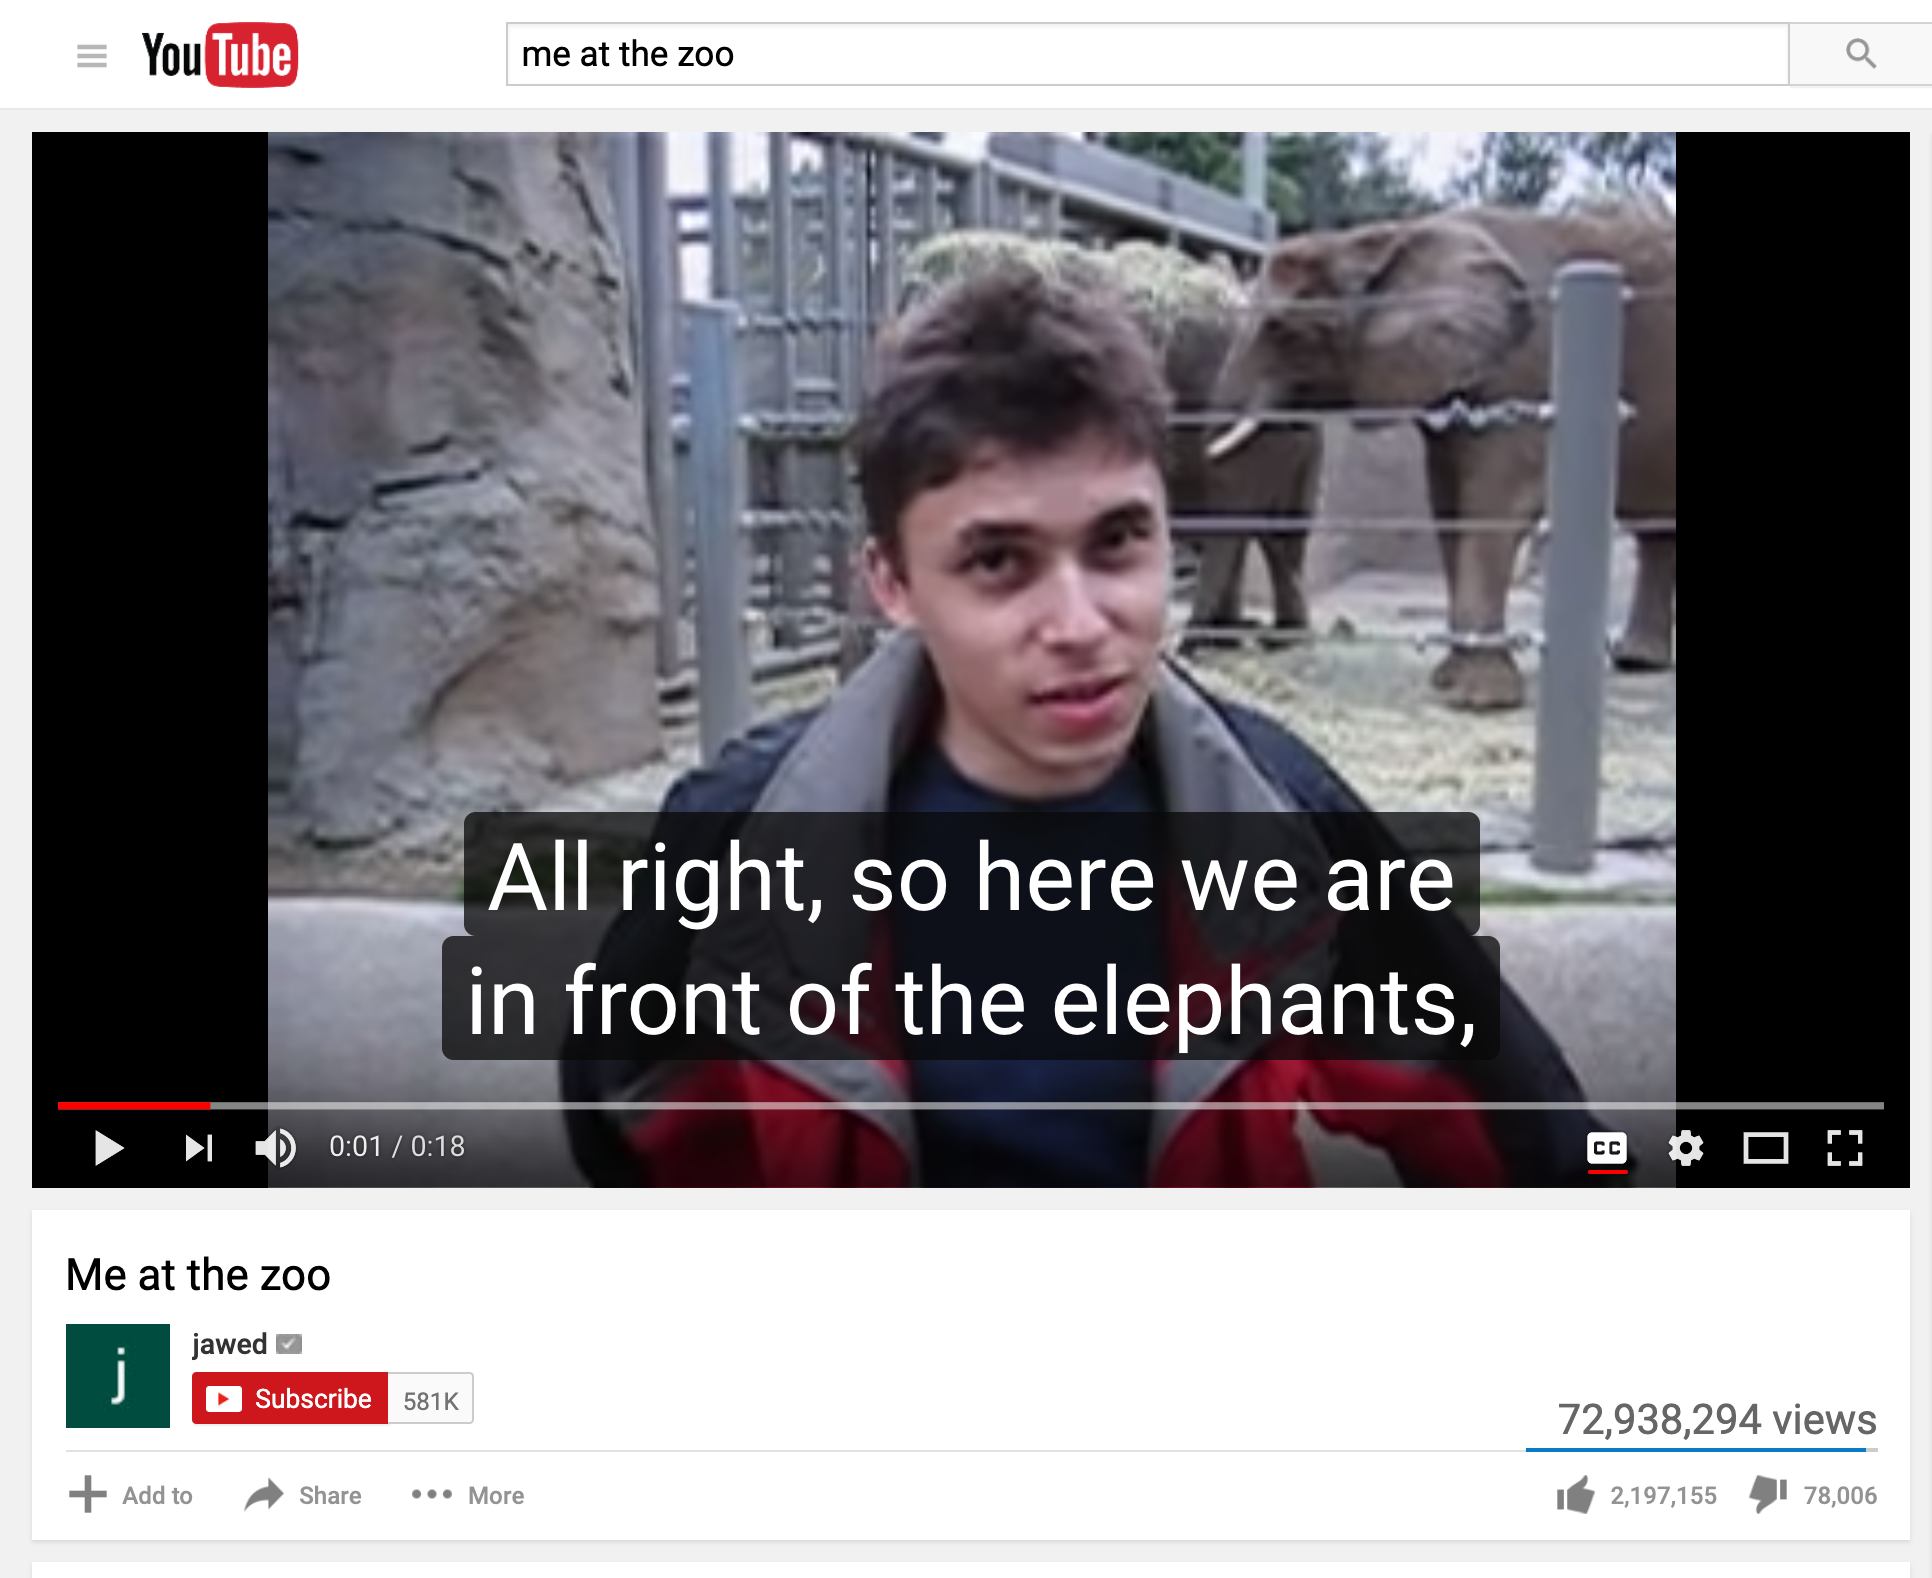 YouTube
me at the zoo
All right, so here we are
in front of the elephants,
0:01 / 0:18
CC
Me at the zoo
j
jawed
Subscribe 581K
72,938,294 views
Add to Share More 2,197,155 78,006